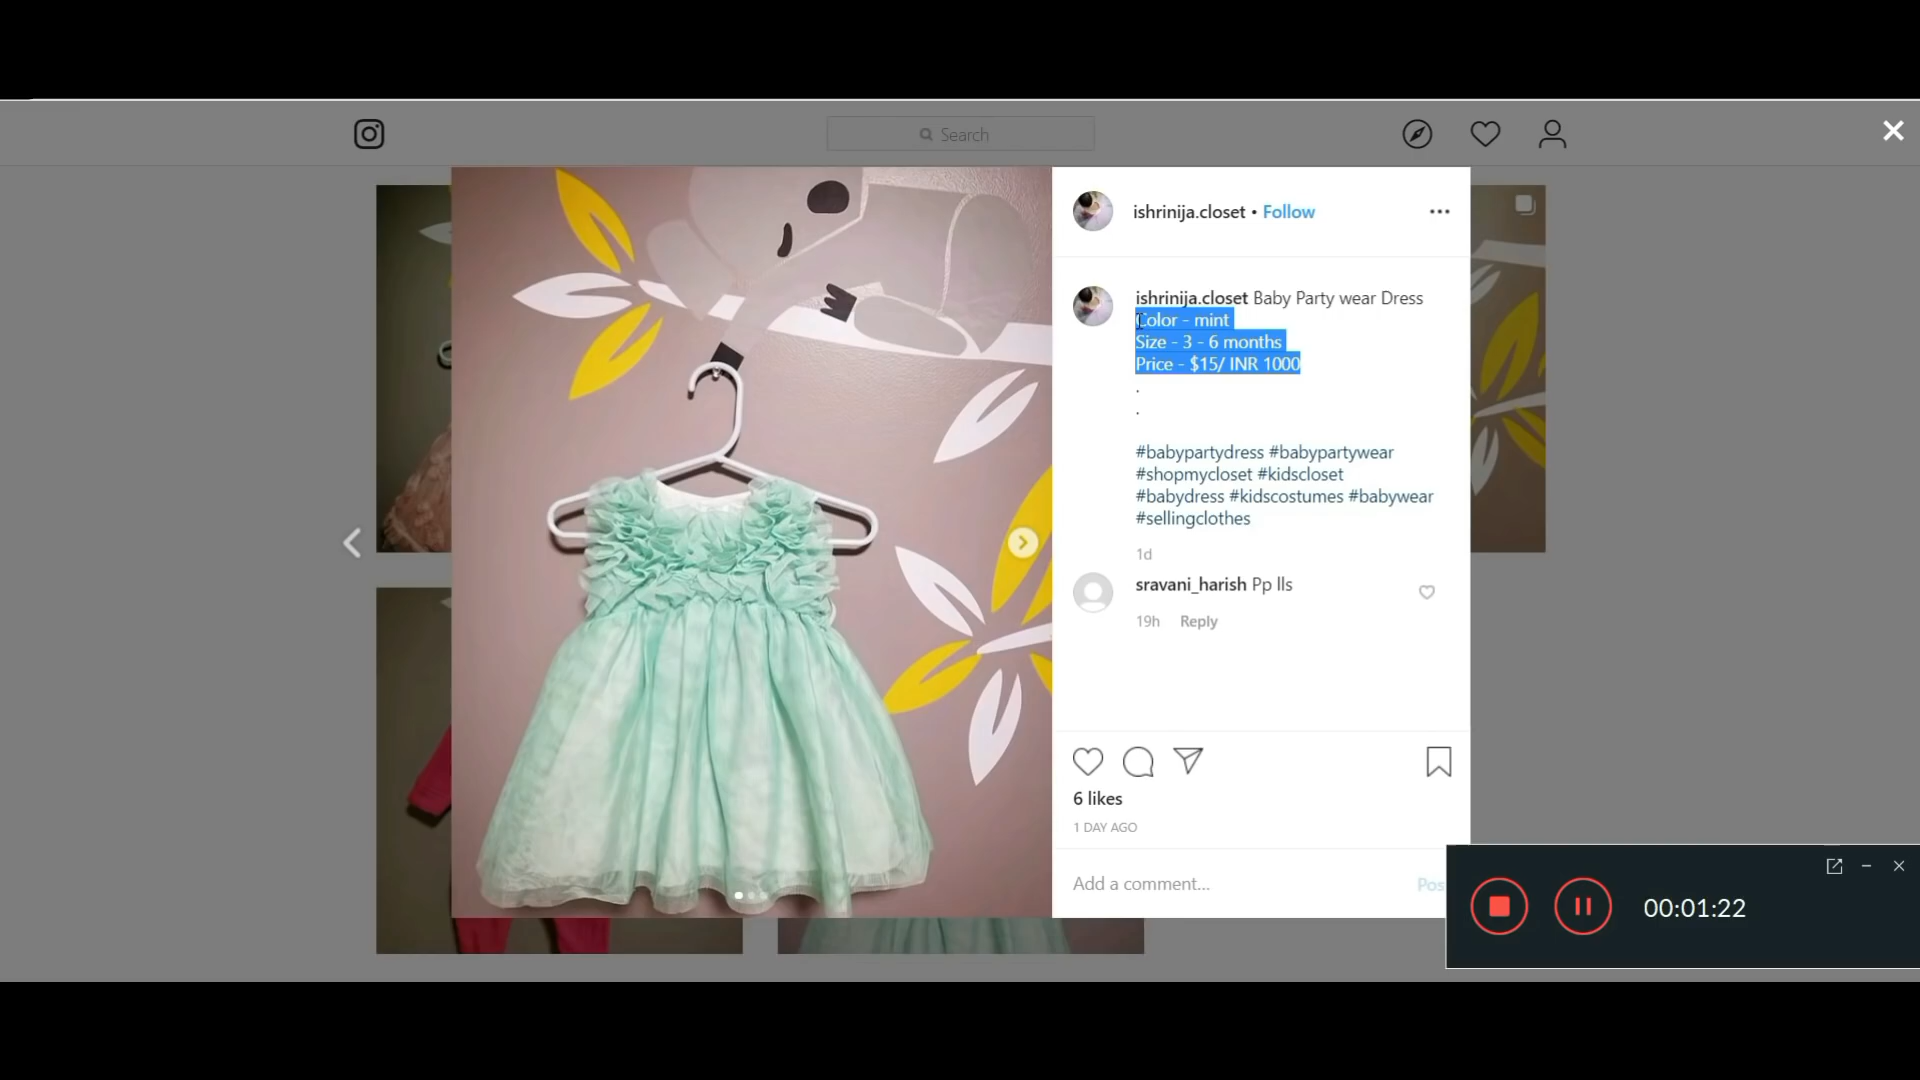 Search
ishrinija.closet • Follow
ishrinija.closet Baby Party wear Dress
Color - mint
Size - 3 - 6 months
Price - $15/ INR 1000
.
.
#babypartydress #babypartywear
#shopmycloset #kidscloset
#babydress #kidscostumes #babywear
#sellingclothes
1d
sravani_harish Pp lls
19h Reply
6 likes
1 DAY AGO
Add a comment...
Pos
00:01:22